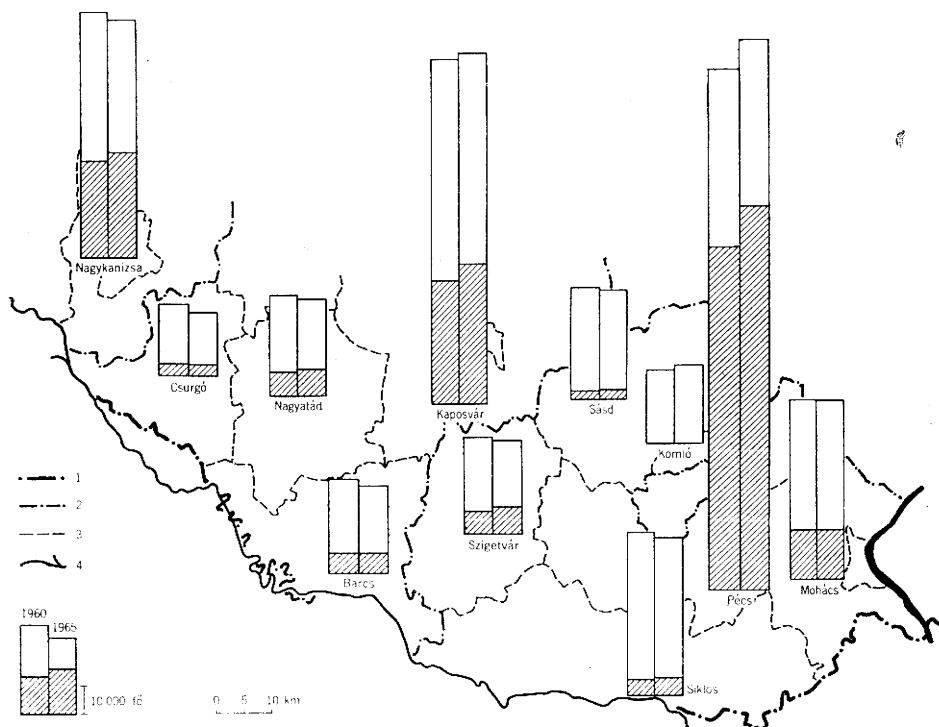 Nagykanizsa
Csurgó
Nagyatád
Kaposvár
Sásd
Komló
Szigetvár
Barcs
Pécs
Mohács
Siklós
1
2
3
4
1960
1965
10 000 fő
0 5 10 km